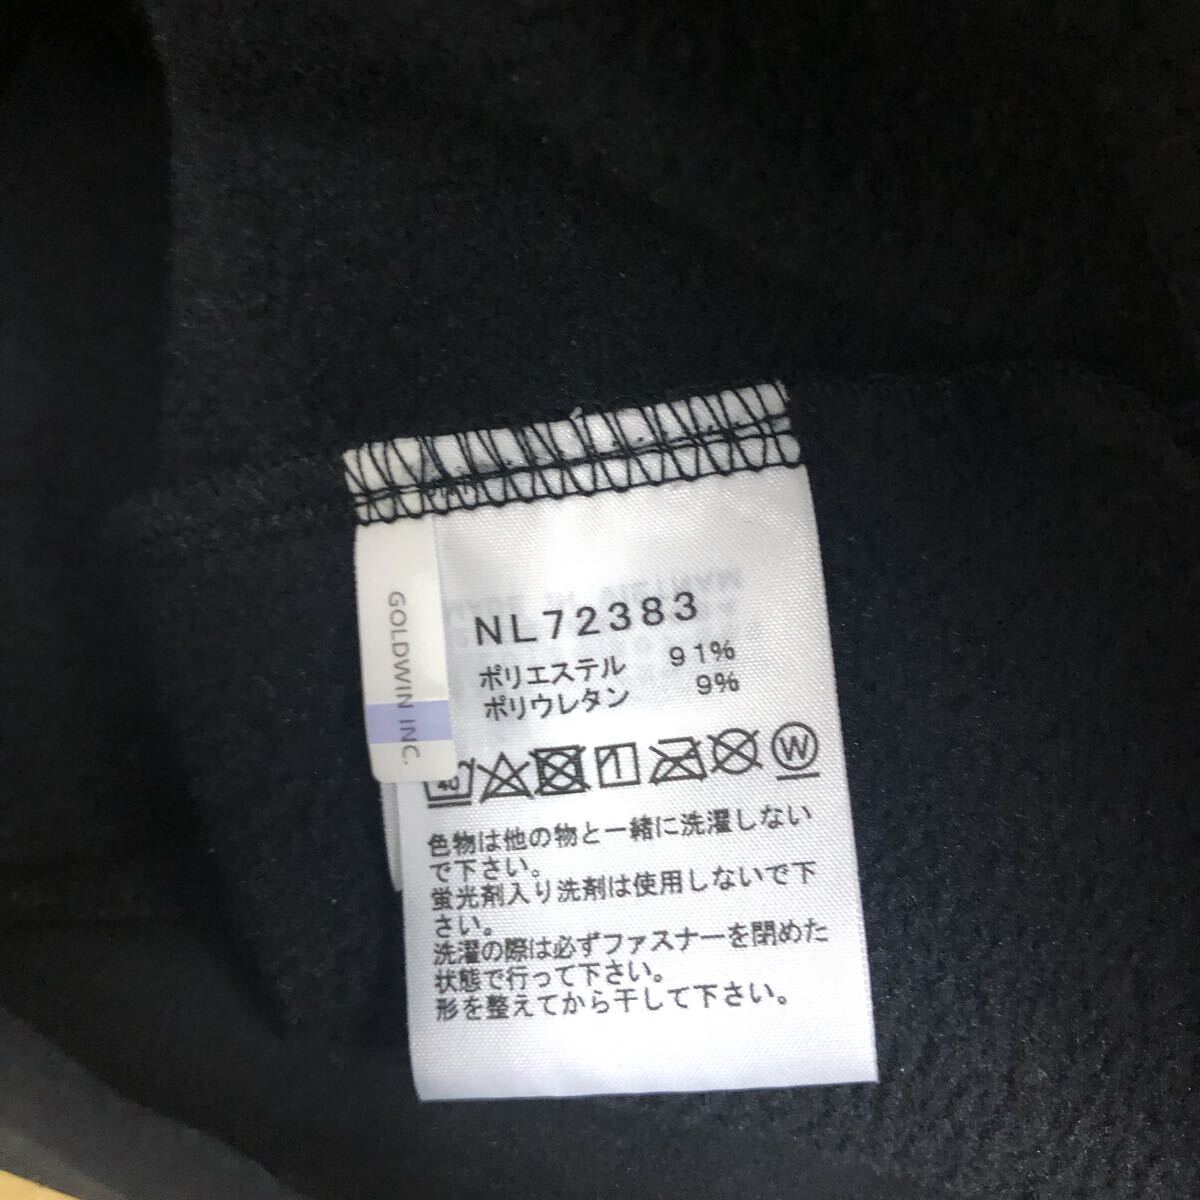 GOLDWIN INC.
NL72383
ポリエステル 91%
ポリウレタン 9%
40
W
色物は他の物と一緒に洗濯しない
で下さい。
蛍光剤入り洗剤は使用しないで下
さい。
洗濯の際は必ずファスナーを閉めた
状態で行って下さい。
形を整えてから干して下さい。